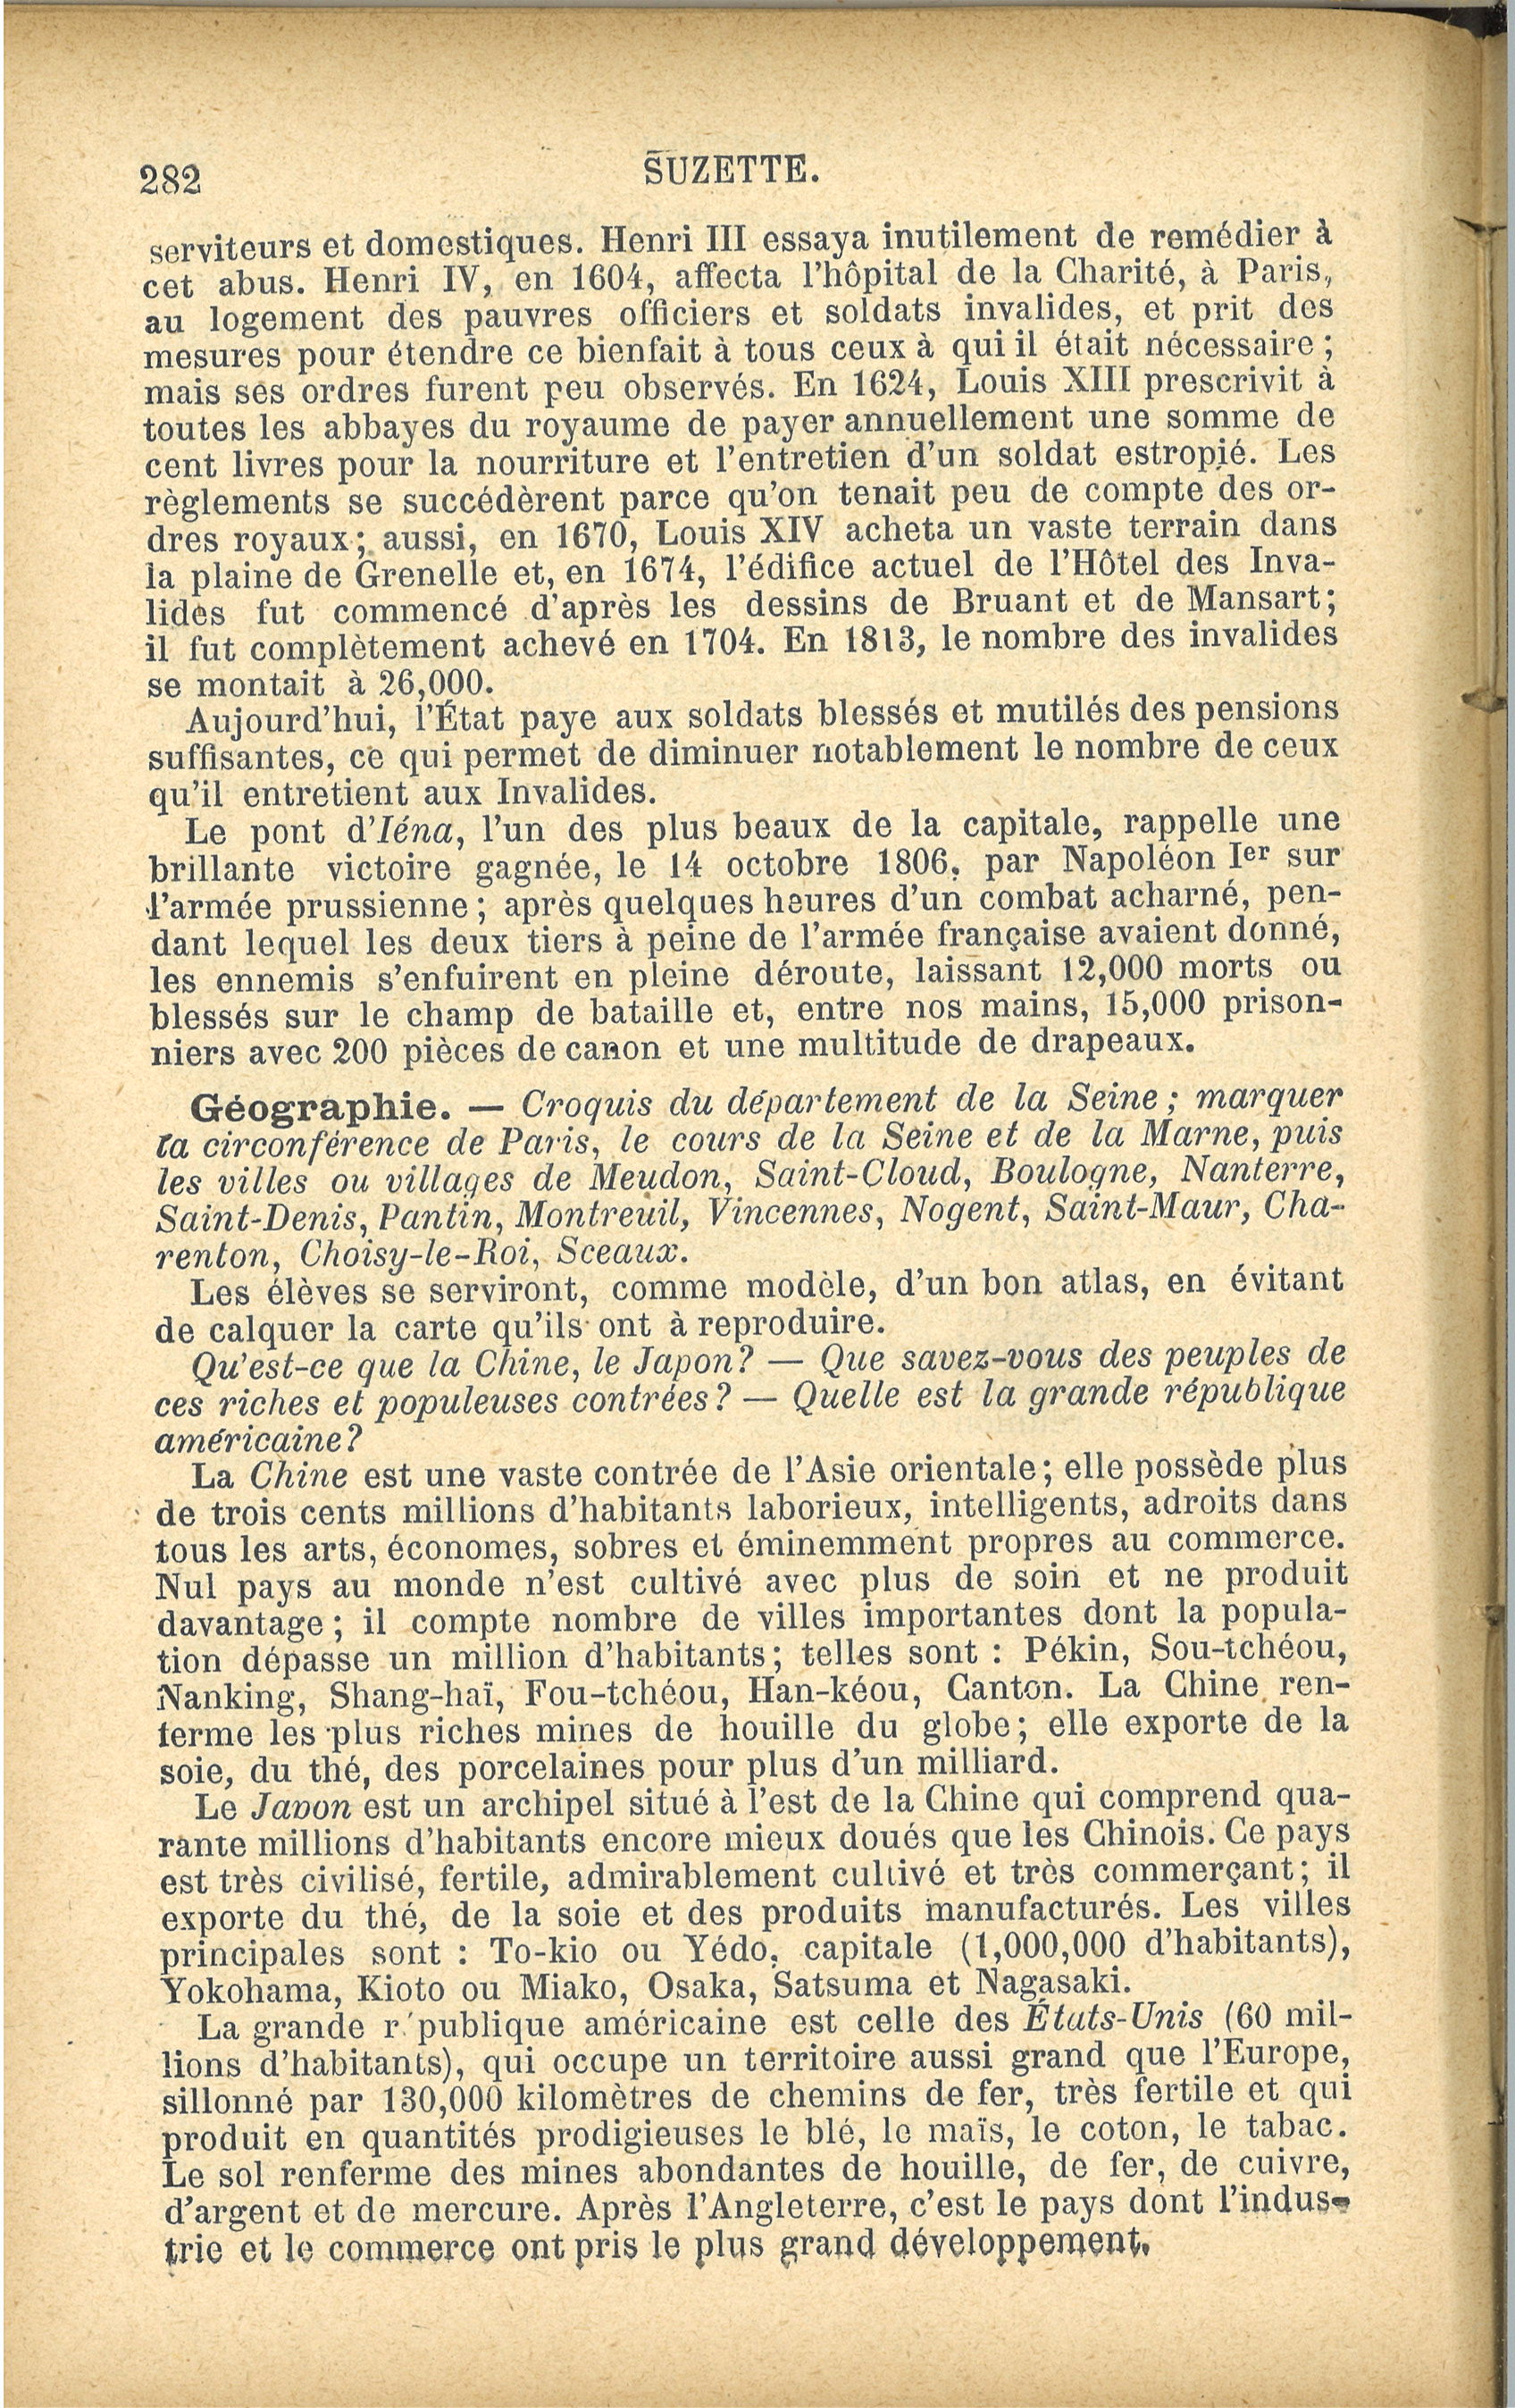 282
SUZETTE.
serviteurs et domestiques. Henri III essaya inutilement de remédier à
cet abus. Henri IV, en 1604, affecta l'hôpital de la Charité, à Paris,
au logement des pauvres officiers et soldats invalides, et prit des
mesures pour étendre ce bienfait à tous ceux à qui il était nécessaire ;
mais ses ordres furent peu observés. En 1624, Louis XIII prescrivit à
toutes les abbayes du royaume de payer annuellement une somme de
cent livres pour la nourriture et l'entretien d'un soldat estropié. Les
règlements se succédèrent parce qu'on tenait peu de compte des or-
dres royaux ; aussi, en 1670, Louis XIV acheta un vaste terrain dans
la plaine de Grenelle et, en 1674, l'édifice actuel de l'Hôtel des Inva-
lides fut commencé d'après les dessins de Bruant et de Mansart ;
il fut complètement achevé en 1704. En 1813, le nombre des invalides
se montait à 26,000.
Aujourd'hui, l'État paye aux soldats blessés et mutilés des pensions
suffisantes, ce qui permet de diminuer notablement le nombre de ceux
qu'il entretient aux Invalides.
Le pont d'Iéna, l'un des plus beaux de la capitale, rappelle une
brillante victoire gagnée, le 14 octobre 1806, par Napoléon Ier sur
l'armée prussienne ; après quelques heures d'un combat acharné, pen-
dant lequel les deux tiers à peine de l'armée française avaient donné,
les ennemis s'enfuirent en pleine déroute, laissant 12,000 morts ou
blessés sur le champ de bataille et, entre nos mains, 15,000 prison-
niers avec 200 pièces de canon et une multitude de drapeaux.
Géographie. — Croquis du département de la Seine ; marquer
la circonférence de Paris, le cours de la Seine et de la Marne, puis
les villes ou villages de Meudon, Saint-Cloud, Boulogne, Nanterre,
Saint-Denis, Pantin, Montreuil, Vincennes, Nogent, Saint-Maur, Cha-
renton, Choisy-le-Roi, Sceaux.
Les élèves se serviront, comme modèle, d'un bon atlas, en évitant
de calquer la carte qu'ils ont à reproduire.
Qu'est-ce que la Chine, le Japon ? — Que savez-vous des peuples de
ces riches et populeuses contrées ? — Quelle est la grande république
américaine ?
La Chine est une vaste contrée de l'Asie orientale ; elle possède plus
de trois cents millions d'habitants laborieux, intelligents, adroits dans
tous les arts, économes, sobres et éminemment propres au commerce.
Nul pays au monde n'est cultivé avec plus de soin et ne produit
davantage ; il compte nombre de villes importantes dont la popula-
tion dépasse un million d'habitants ; telles sont : Pékin, Sou-tchéou,
Nanking, Shang-haï, Fou-tchéou, Han-kéou, Canton. La Chine ren-
ferme les plus riches mines de houille du globe ; elle exporte de la
soie, du thé, des porcelaines pour plus d'un milliard.
Le Japon est un archipel situé à l'est de la Chine qui comprend qua-
rante millions d'habitants encore mieux doués que les Chinois. Ce pays
est très civilisé, fertile, admirablement cultivé et très commerçant ; il
exporte du thé, de la soie et des produits manufacturés. Les villes
principales sont : To-kio ou Yédo, capitale (1,000,000 d'habitants),
Yokohama, Kioto ou Miako, Osaka, Satsuma et Nagasaki.
La grande r'publique américaine est celle des États-Unis (60 mil-
lions d'habitants), qui occupe un territoire aussi grand que l'Europe,
sillonné par 130,000 kilomètres de chemins de fer, très fertile et qui
produit en quantités prodigieuses le blé, le maïs, le coton, le tabac.
Le sol renferme des mines abondantes de houille, de fer, de cuivre,
d'argent et de mercure. Après l'Angleterre, c'est le pays dont l'indus-
trie et le commerce ont pris le plus grand développement.